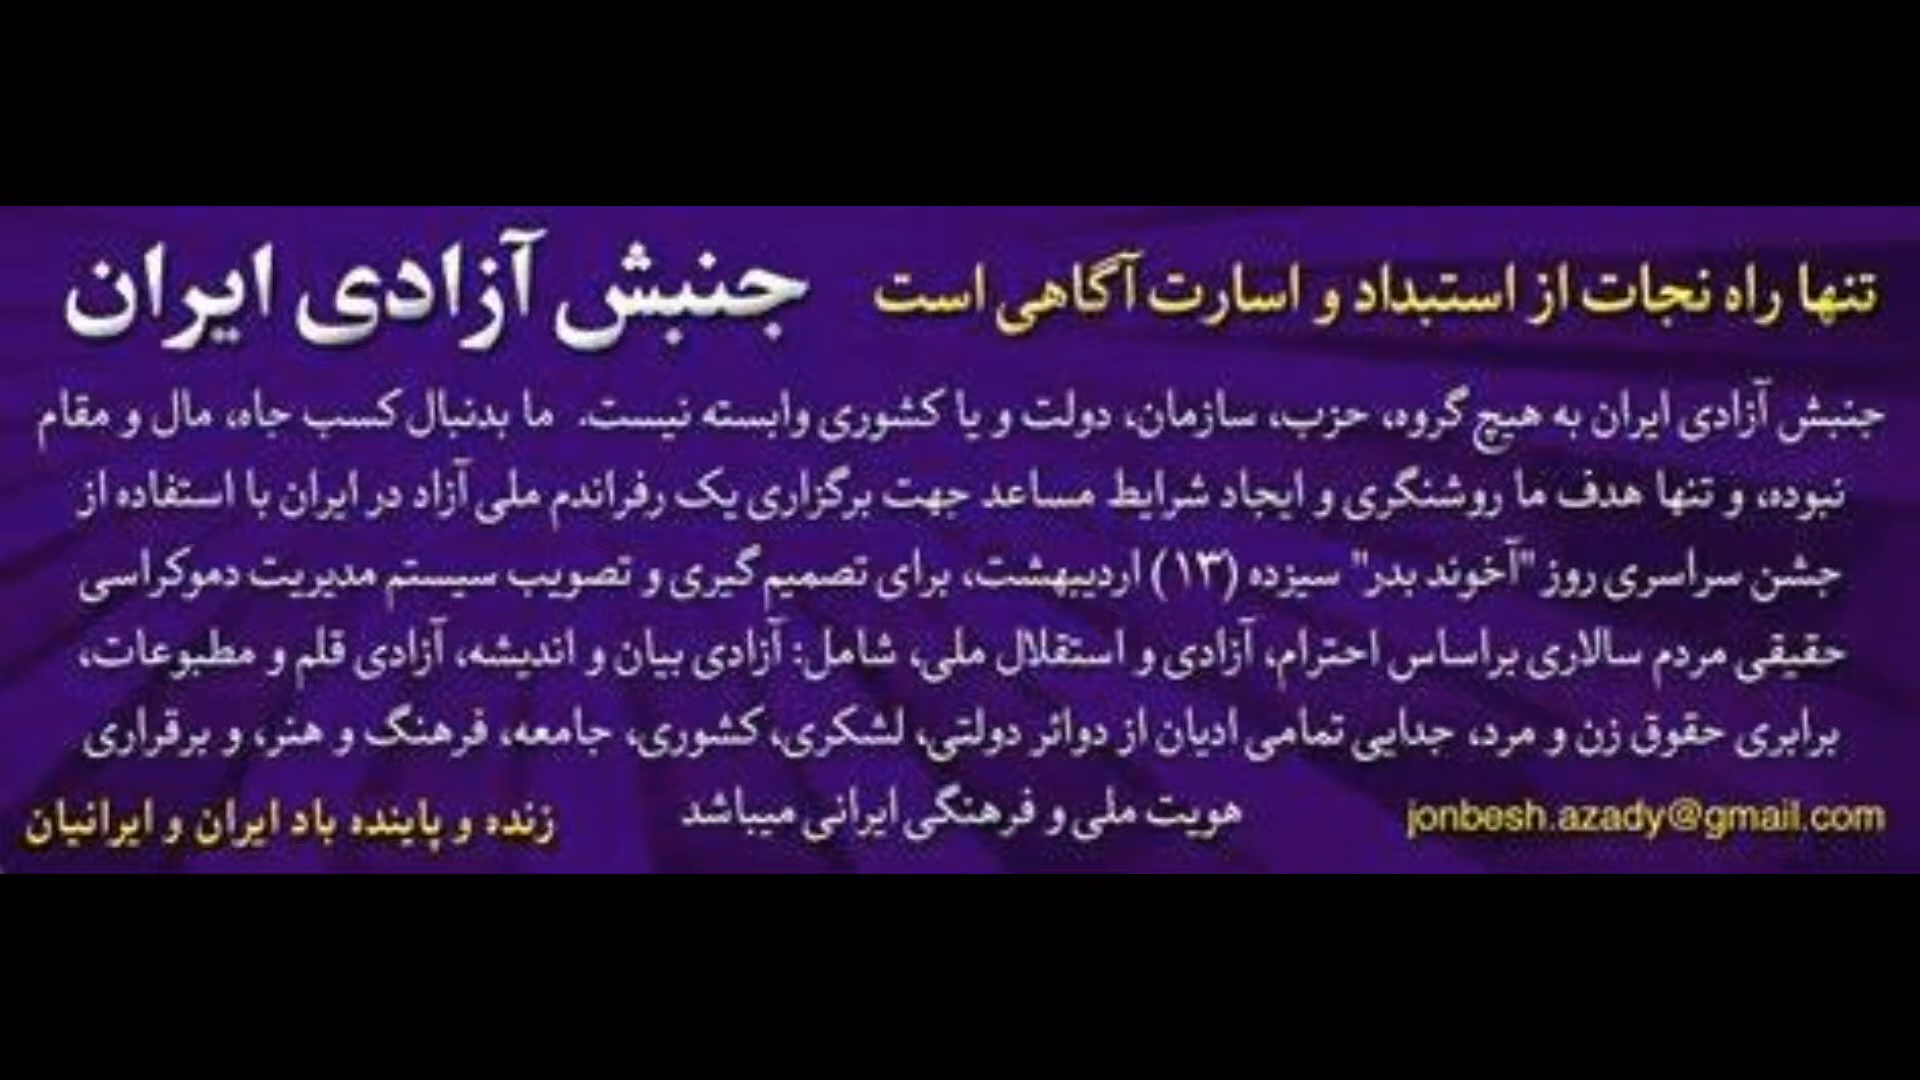 تنها راه نجات از استبداد و اسارت آگاهی است
جنبش آزادی ایران
جنبش آزادی ایران به هیچ گروه، حزب، سازمان، دولت و یا کشوری وابسته نیست. ما بدنبال کسب جاه، مال و مقام
نبوده، و تنها هدف ما روشنگری و ایجاد شرایط مساعد جهت برگزاری یک رفراندم ملی آزاد در ایران با استفاده از
جشن سراسری روز "آخوند بدر" سیزده (۱۳) اردیبهشت، برای تصمیم گیری و تصویب سیستم مدیریت دموکراسی
حقیقی مردم سالاری براساس احترام، آزادی و استقلال ملی، شامل: آزادی بیان و اندیشه، آزادی قلم و مطبوعات،
برابری حقوق زن و مرد، جدایی تمامی ادیان از دوائر دولتی، لشکری، کشوری، جامعه، فرهنگ و هنر، و برقراری
هویت ملی و فرهنگی ایرانی میباشد
jonbesh.azady@gmail.com
زنده و پاینده باد ایران و ایرانیان